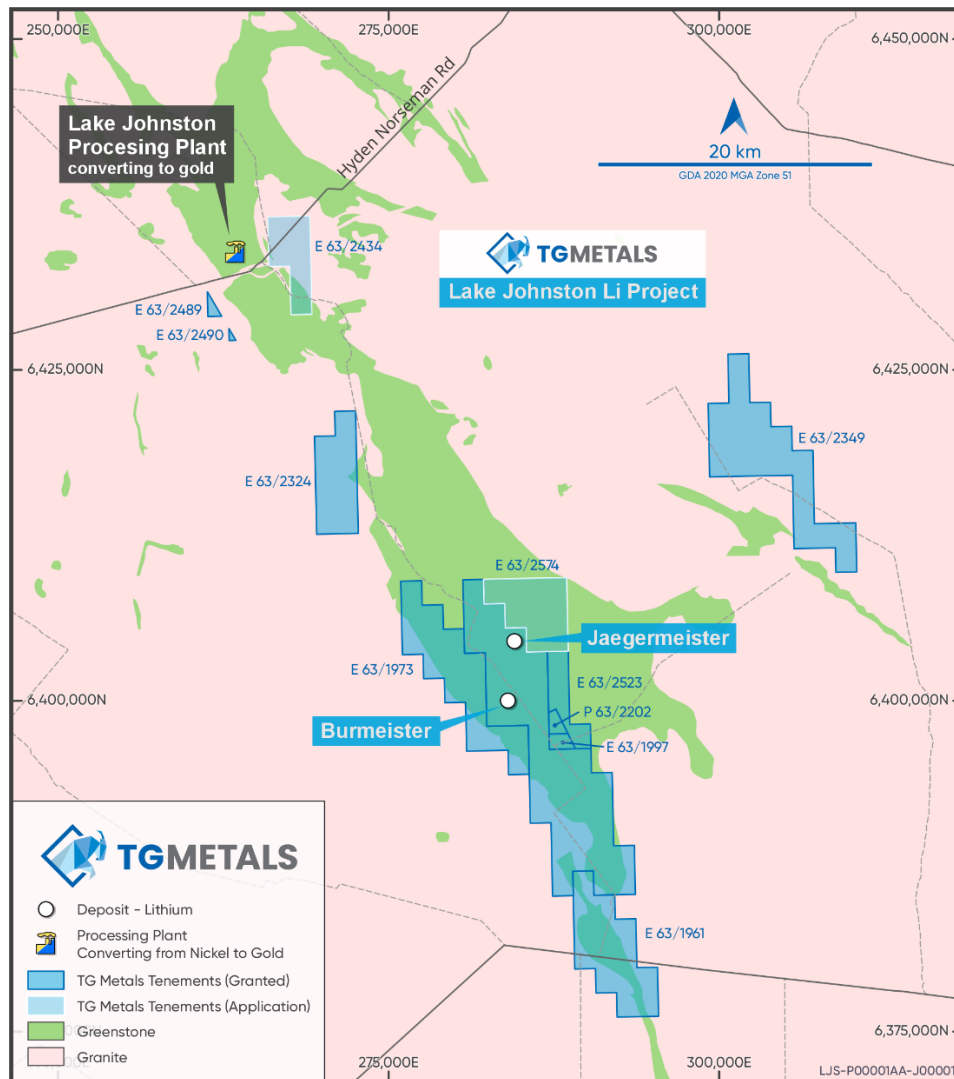 250,000E
275,000E
300,000E
6,450,000N
Lake Johnston
Procesing Plant
converting to gold
Hyden Norseman Rd
20 km
GDA 2020 MGA Zone 51
E 63/2434
TGMETALS
Lake Johnston Li Project
E 63/2489
E 63/2490
6,425,000N
6,425,000N
E 63/2349
E 63/2324
E 63/2574
Jaegermeister
E 63/1973
E 63/2523
6,400,000N
6,400,000N
P 63/2202
Burmeister
E 63/1997
TGMETALS
Deposit - Lithium
Processing Plant
Converting from Nickel to Gold
TG Metals Tenements (Granted)
TG Metals Tenements (Application)
Greenstone
Granite
E 63/1961
6,375,000N
275,000E
300,000E
LJS-P00001AA-J00001